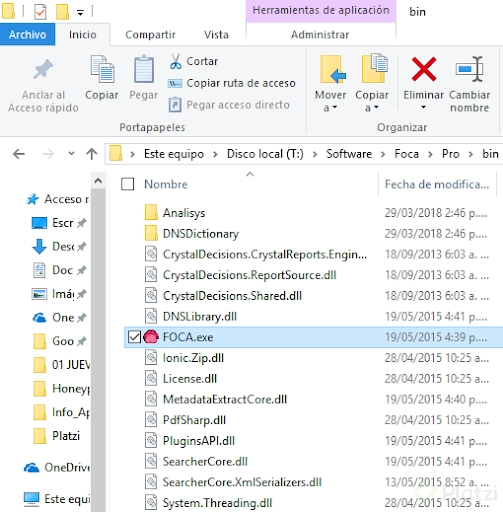 Herramientas de aplicación
bin
Archivo
Inicio
Compartir
Vista
Administrar
Anclar al
Acceso rápido
Copiar
Pegar
Cortar
Copiar ruta de acceso
Pegar acceso directo
Mover
a
Copiar
a
Eliminar
Cambiar
nombre
Portapapeles
Organizar
Este equipo > Disco local (T:) > Software > Foca > Pro > bin
Nombre
Fecha de modifica...
Acceso r
Escr
Desc
Doc
Imág
One
Goo
01 JUEV
Honeyp
Info_Ap
Platzi
OneDrive
Este equi
Analisys 29/03/2018 2:46 p. ...
DNSDictionary 29/03/2018 2:46 p. ...
CrystalDecisions.CrystalReports.Engin... 18/09/2013 6:03 a. ...
CrystalDecisions.ReportSource.dll 18/09/2013 6:03 a. ...
CrystalDecisions.Shared.dll 18/09/2013 6:03 a. ...
DNSLibrary.dll 19/05/2015 4:41 p. ...
FOCA.exe 19/05/2015 4:39 p. ...
Ionic.Zip.dll 28/04/2015 10:25 a...
License.dll 28/04/2015 10:25 a...
MetadataExtractCore.dll 19/05/2015 4:40 p. ...
PdfSharp.dll 28/04/2015 10:25 a...
PluginsAPI.dll 19/05/2015 4:41 p. ...
SearcherCore.dll 19/05/2015 4:41 p. ...
SearcherCore.XmlSerializers.dll 13/05/2015 8:52 a. ...
System.Threading.dll 28/04/2015 10:25 a...
Platzi